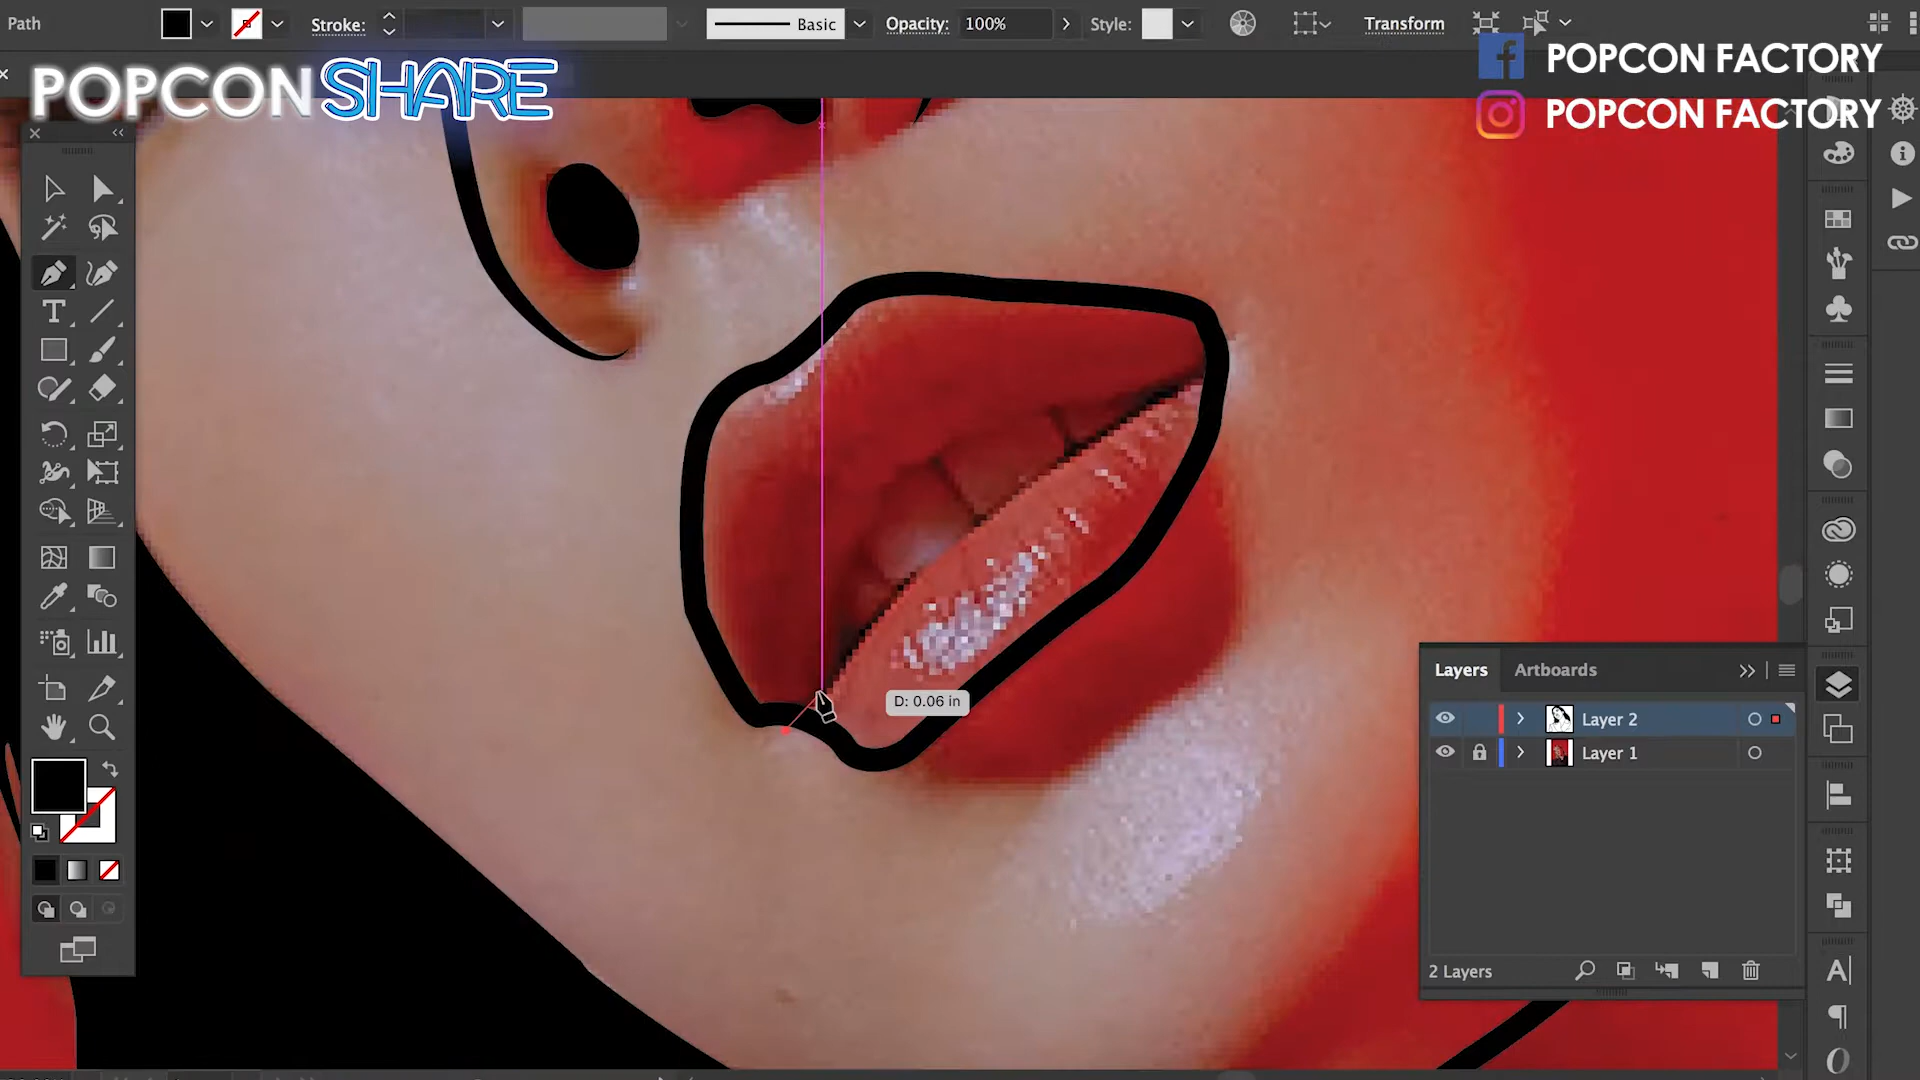 Path
Stroke:
Basic
Opacity: 100%
Style:
Transform
POPCON SHARE
POPCON FACTORY
POPCON FACTORY
D: 0.06 in
Layers
Artboards
Layer 2
Layer 1
2 Layers